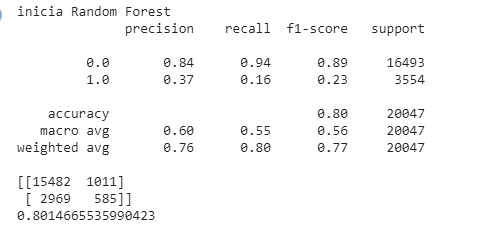 inicia Random Forest
precision recall f1-score support
0.0 0.84 0.94 0.89 16493
1.0 0.37 0.16 0.23 3554
accuracy 0.80 20047
macro avg 0.60 0.55 0.56 20047
weighted avg 0.76 0.80 0.77 20047
[[15482 1011]
[ 2969 585]]
0.8014665535990423